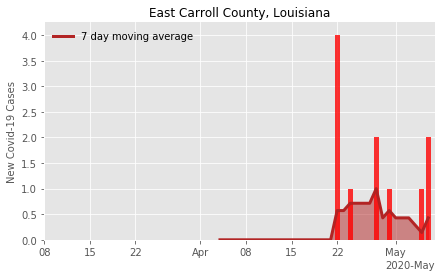 East Carroll County, Louisiana
7 day moving average
New Covid-19 Cases
4.0
3.5
3.0
2.5
2.0
1.5
1.0
0.5
0.0
08 15 22 Apr 08 15 22 May
2020-May